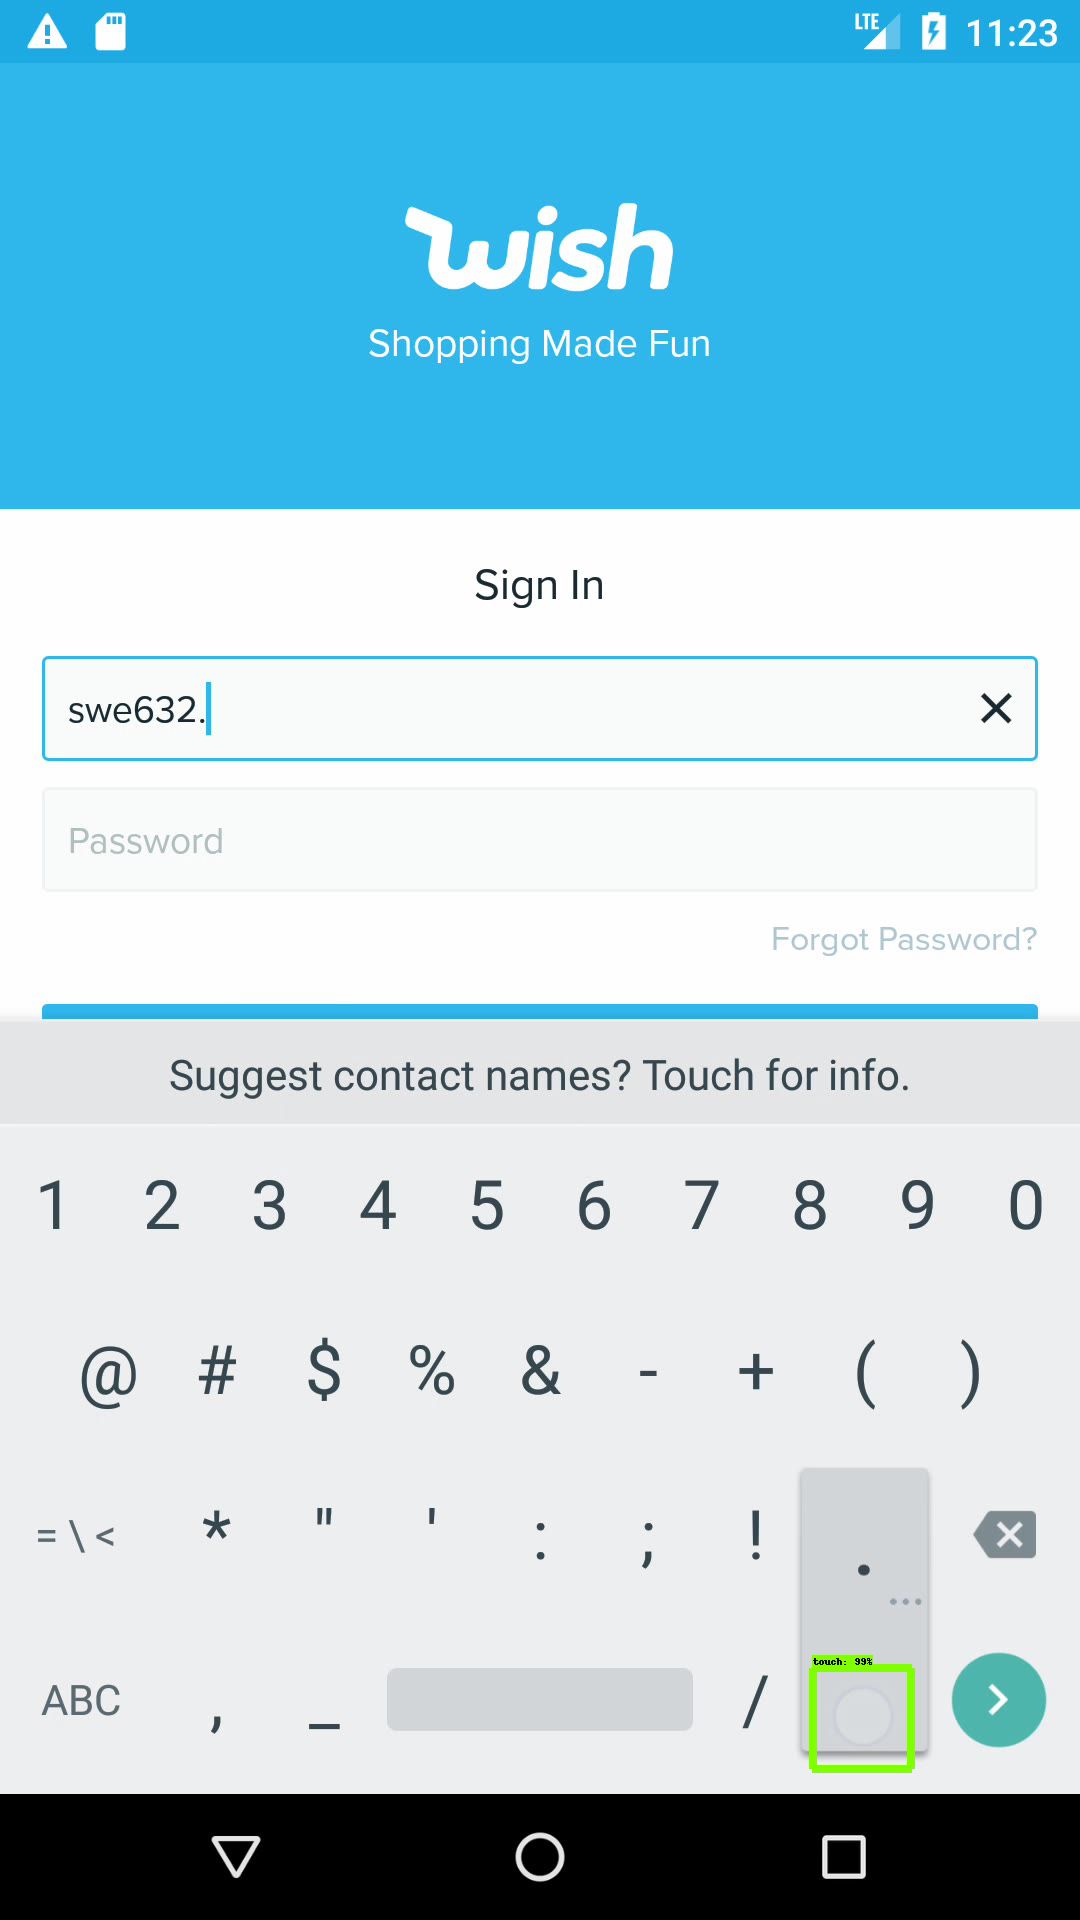 LTE 11:23
wish
Shopping Made Fun
Sign In
swe632.
Password
Forgot Password?
Suggest contact names? Touch for info.
1 2 3 4 5 6 7 8 9 0
@ # $ % & - + ( )
= \ < * " ' : ; ! .
...
touch: 99%
ABC , _ /